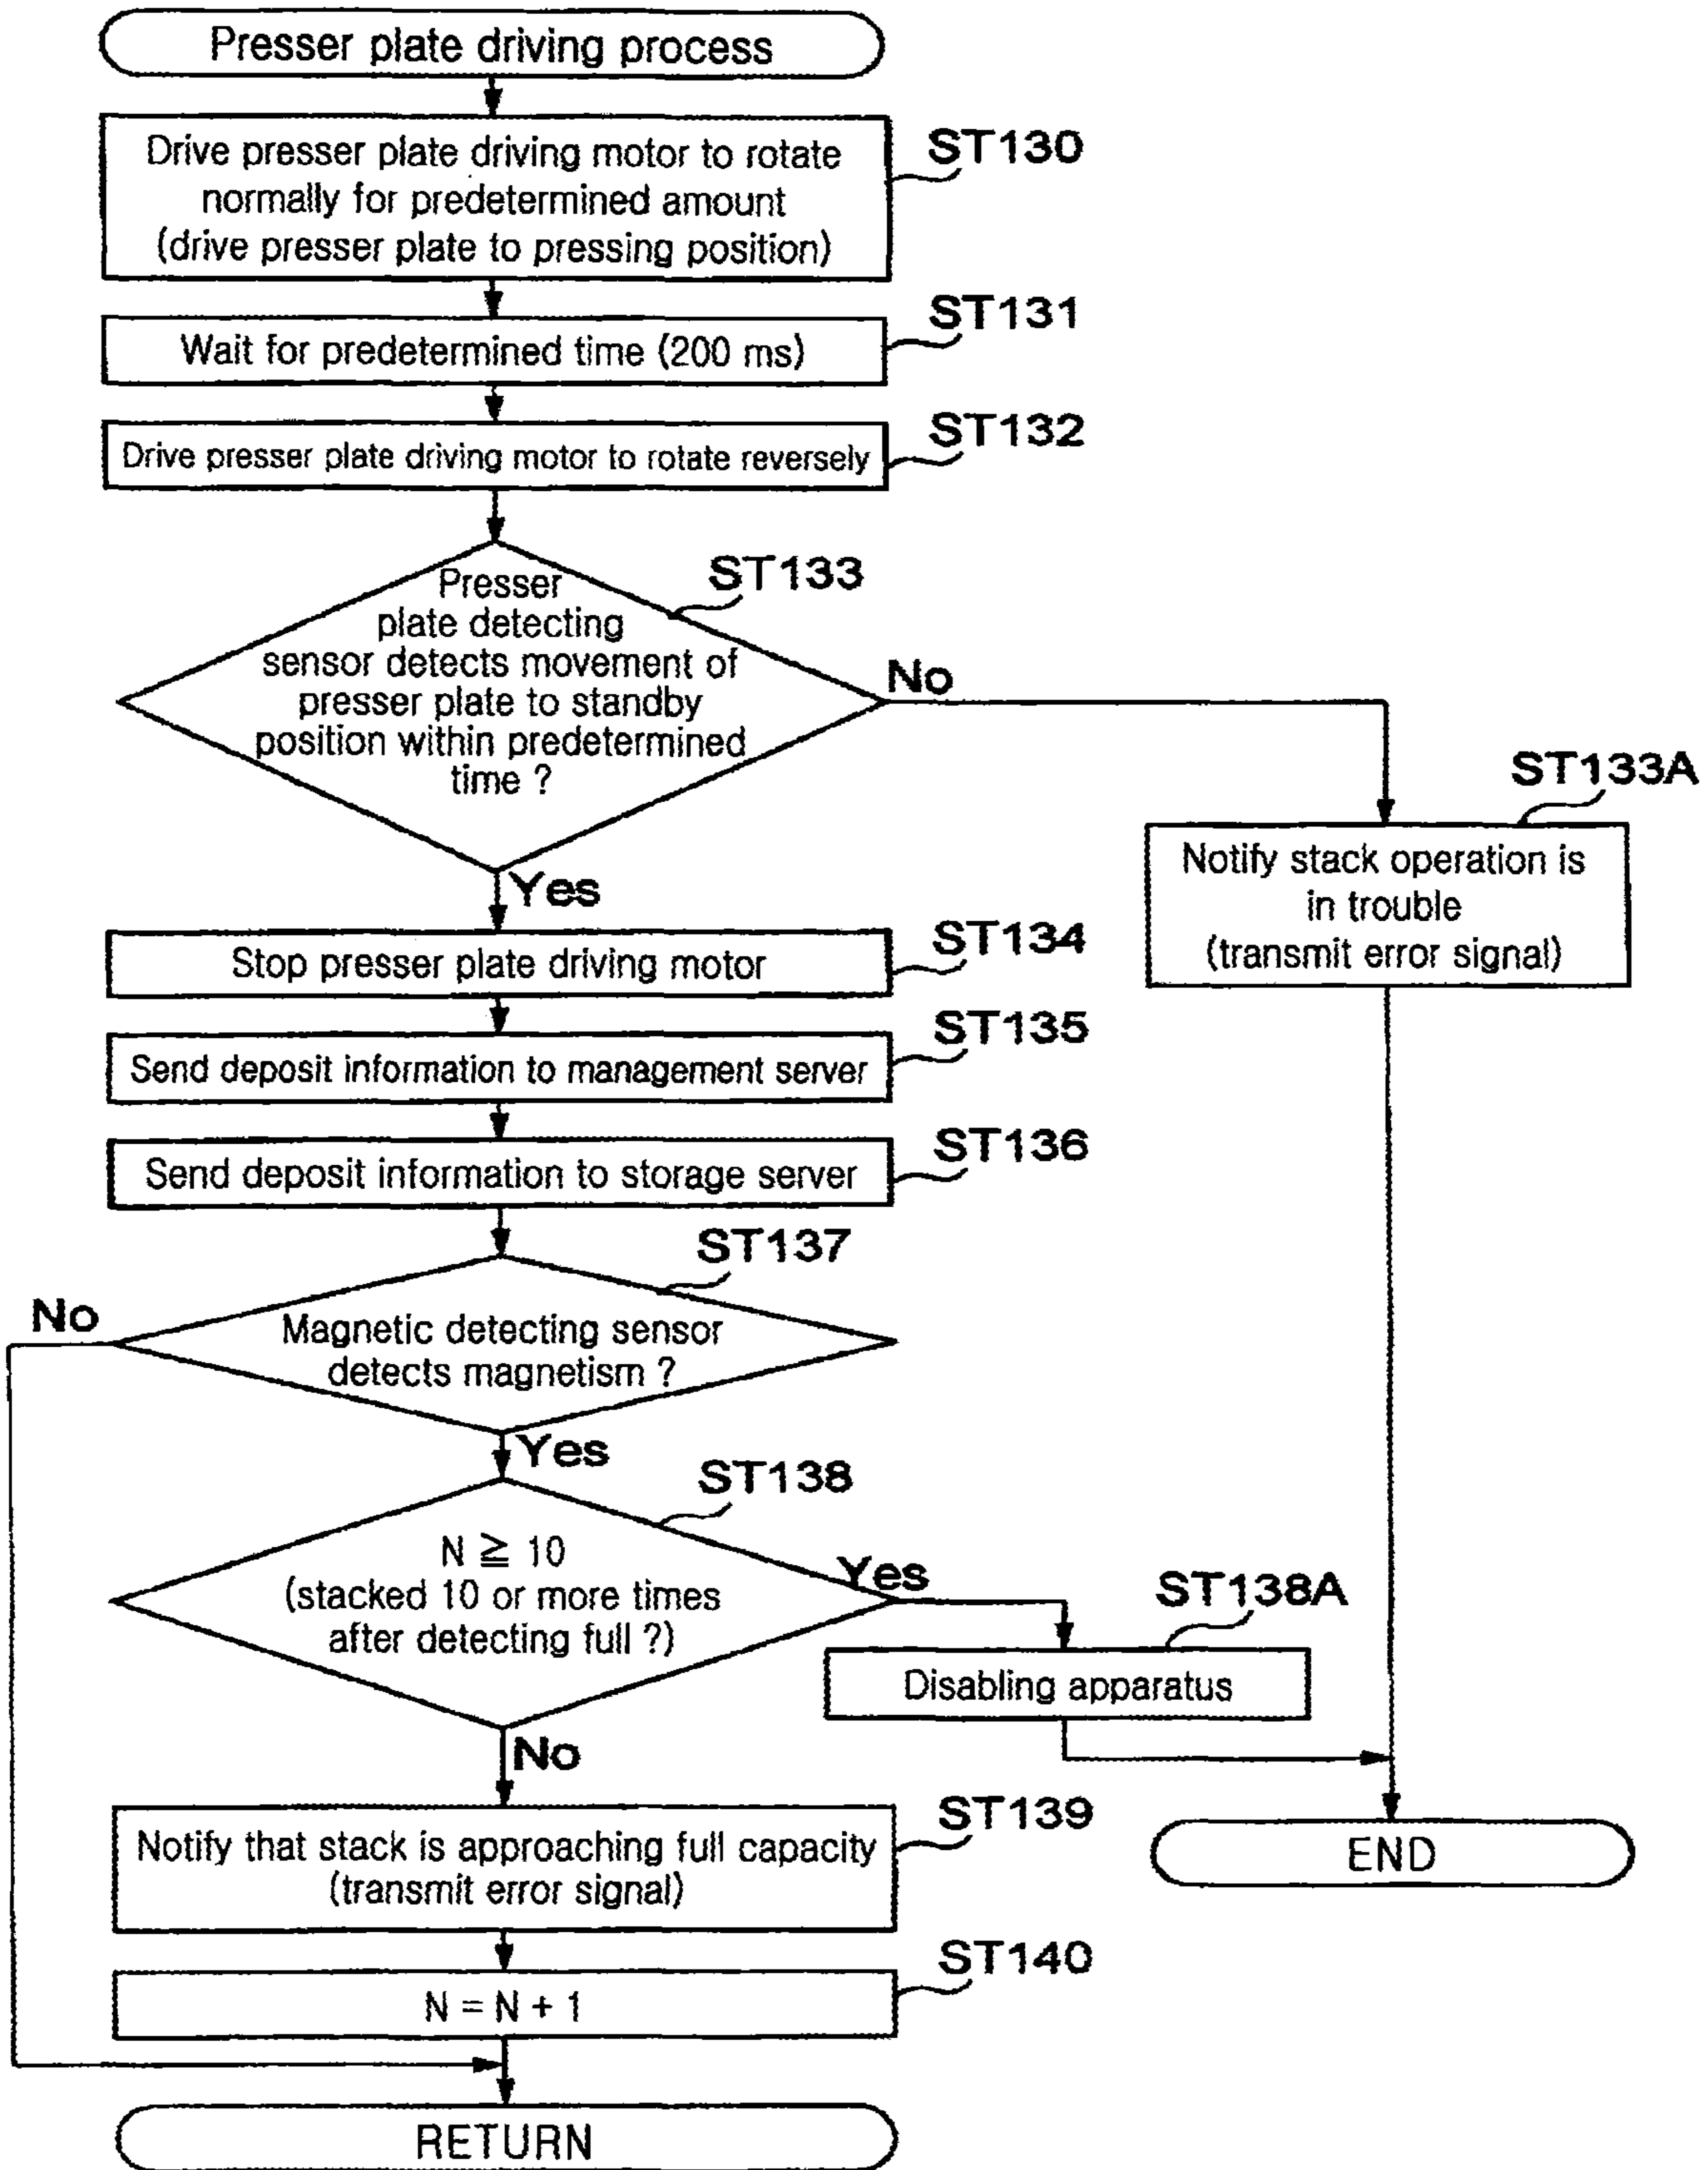 Presser plate driving process
Drive presser plate driving motor to rotate
normally for predetermined amount
(drive presser plate to pressing position)
ST130
Wait for predetermined time (200 ms)
ST131
Drive presser plate driving motor to rotate reversely
ST132
Presser
plate detecting
sensor detects movement of
presser plate to standby
position within predetermined
time ?
ST133
No
ST133A
Notify stack operation is
in trouble
(transmit error signal)
Yes
Stop presser plate driving motor
ST134
Send deposit information to management server
ST135
Send deposit information to storage server
ST136
ST137
No
Magnetic detecting sensor
detects magnetism ?
Yes
ST138
N ≧ 10
(stacked 10 or more times
after detecting full ?)
Yes
ST138A
Disabling apparatus
No
Notify that stack is approaching full capacity
(transmit error signal)
ST139
END
N = N + 1
ST140
RETURN